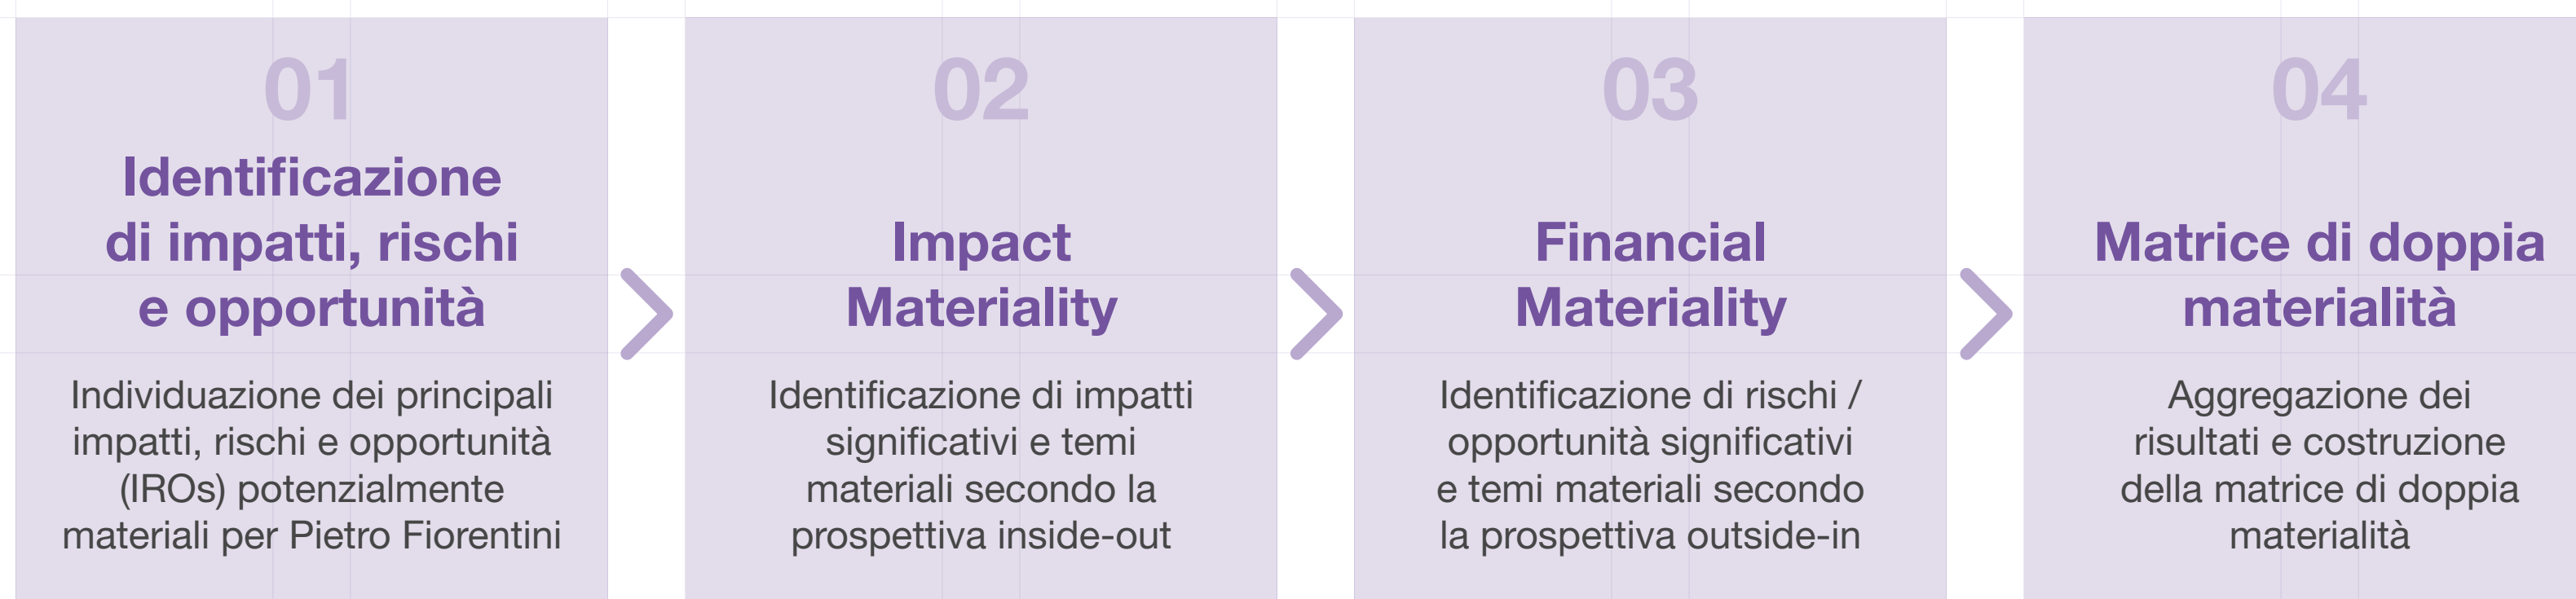 01
Identificazione
di impatti, rischi
e opportunità
Individuazione dei principali
impatti, rischi e opportunità
(IROs) potenzialmente
materiali per Pietro Fiorentini
02
Impact
Materiality
Identificazione di impatti
significativi e temi
materiali secondo la
prospettiva inside-out
03
Financial
Materiality
Identificazione di rischi /
opportunità significativi
e temi materiali secondo
la prospettiva outside-in
04
Matrice di doppia
materialità
Aggregazione dei
risultati e costruzione
della matrice di doppia
materialità